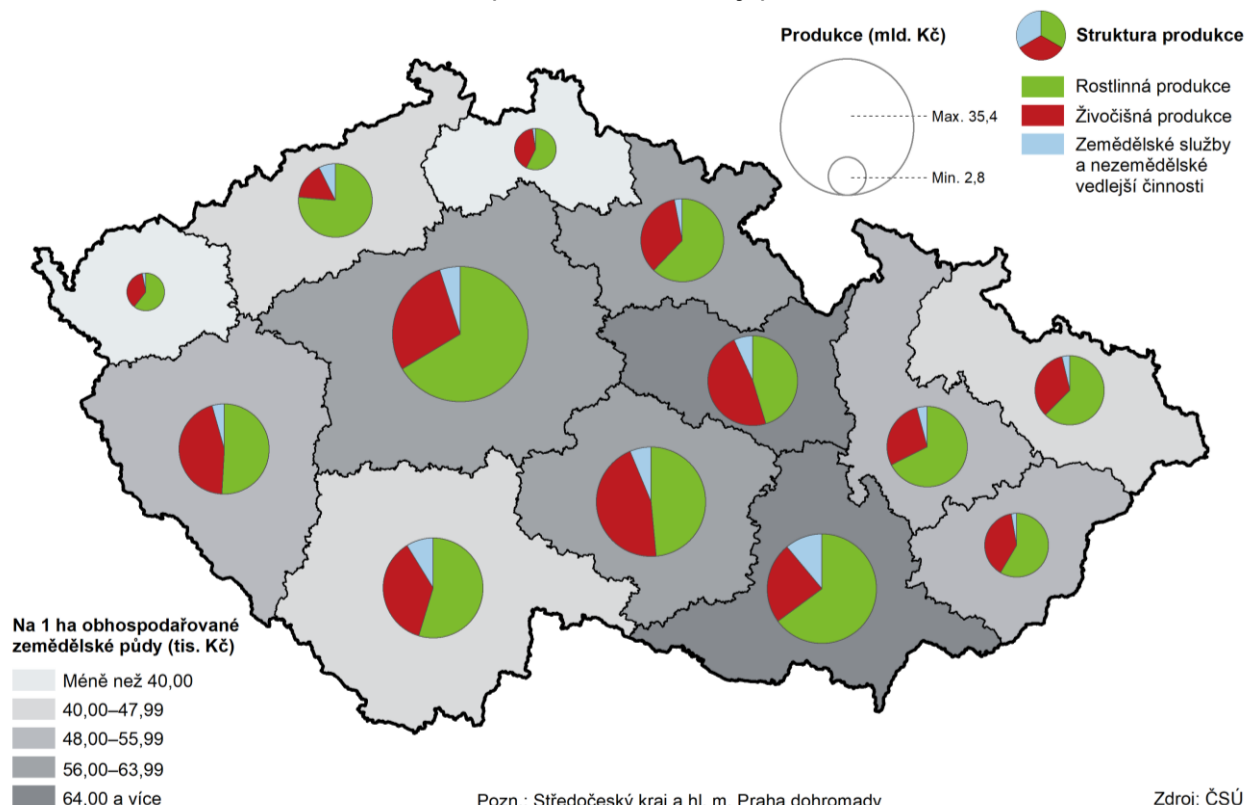 Produkce (mld. Kč)
Max. 35,4
Min. 2,8
Struktura produkce
Rostlinná produkce
Živočišná produkce
Zemědělské služby
a nezemědělské
vedlejší činnosti
Na 1 ha obhospodařované
zemědělské půdy (tis. Kč)
Méně než 40,00
40,00–47,99
48,00–55,99
56,00–63,99
64,00 a více
Pozn.: Středočeský kraj a hl. m. Praha dohromady
Zdroj: ČSÚ